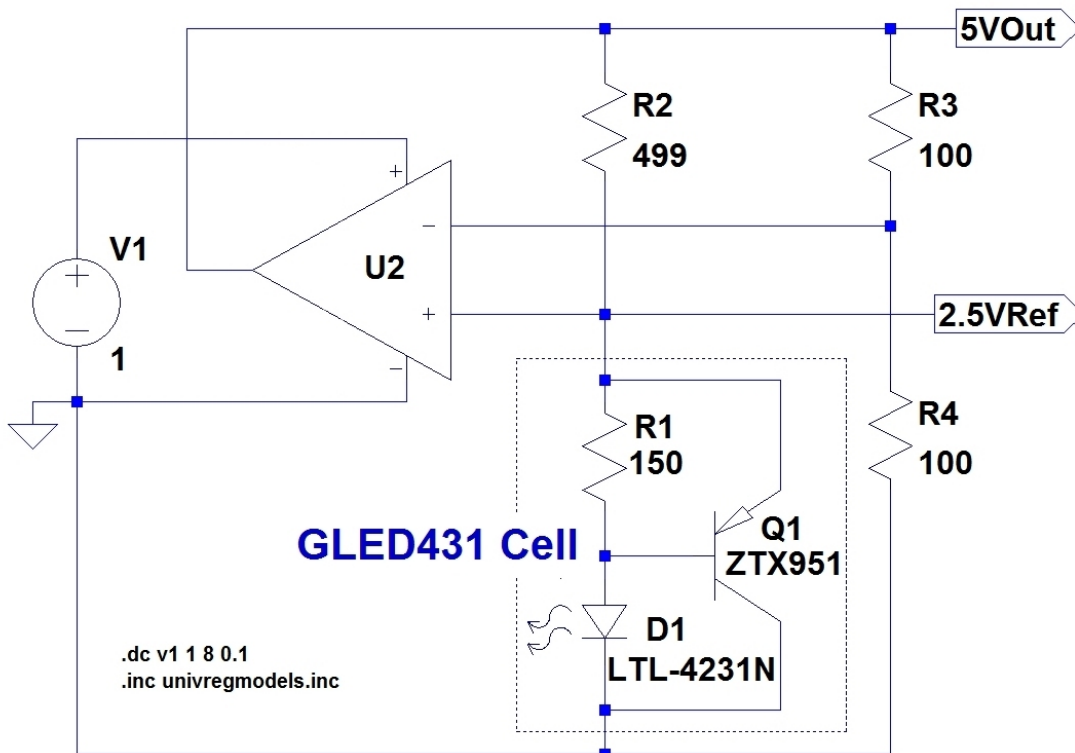 5VOut
R2
499
R3
100
+
−
U2
V1
+
−
1
+
−
2.5VRef
R1
150
R4
100
GLED431 Cell
Q1
ZTX951
D1
LTL-4231N
.dc v1 1 8 0.1
.inc univregmodels.inc